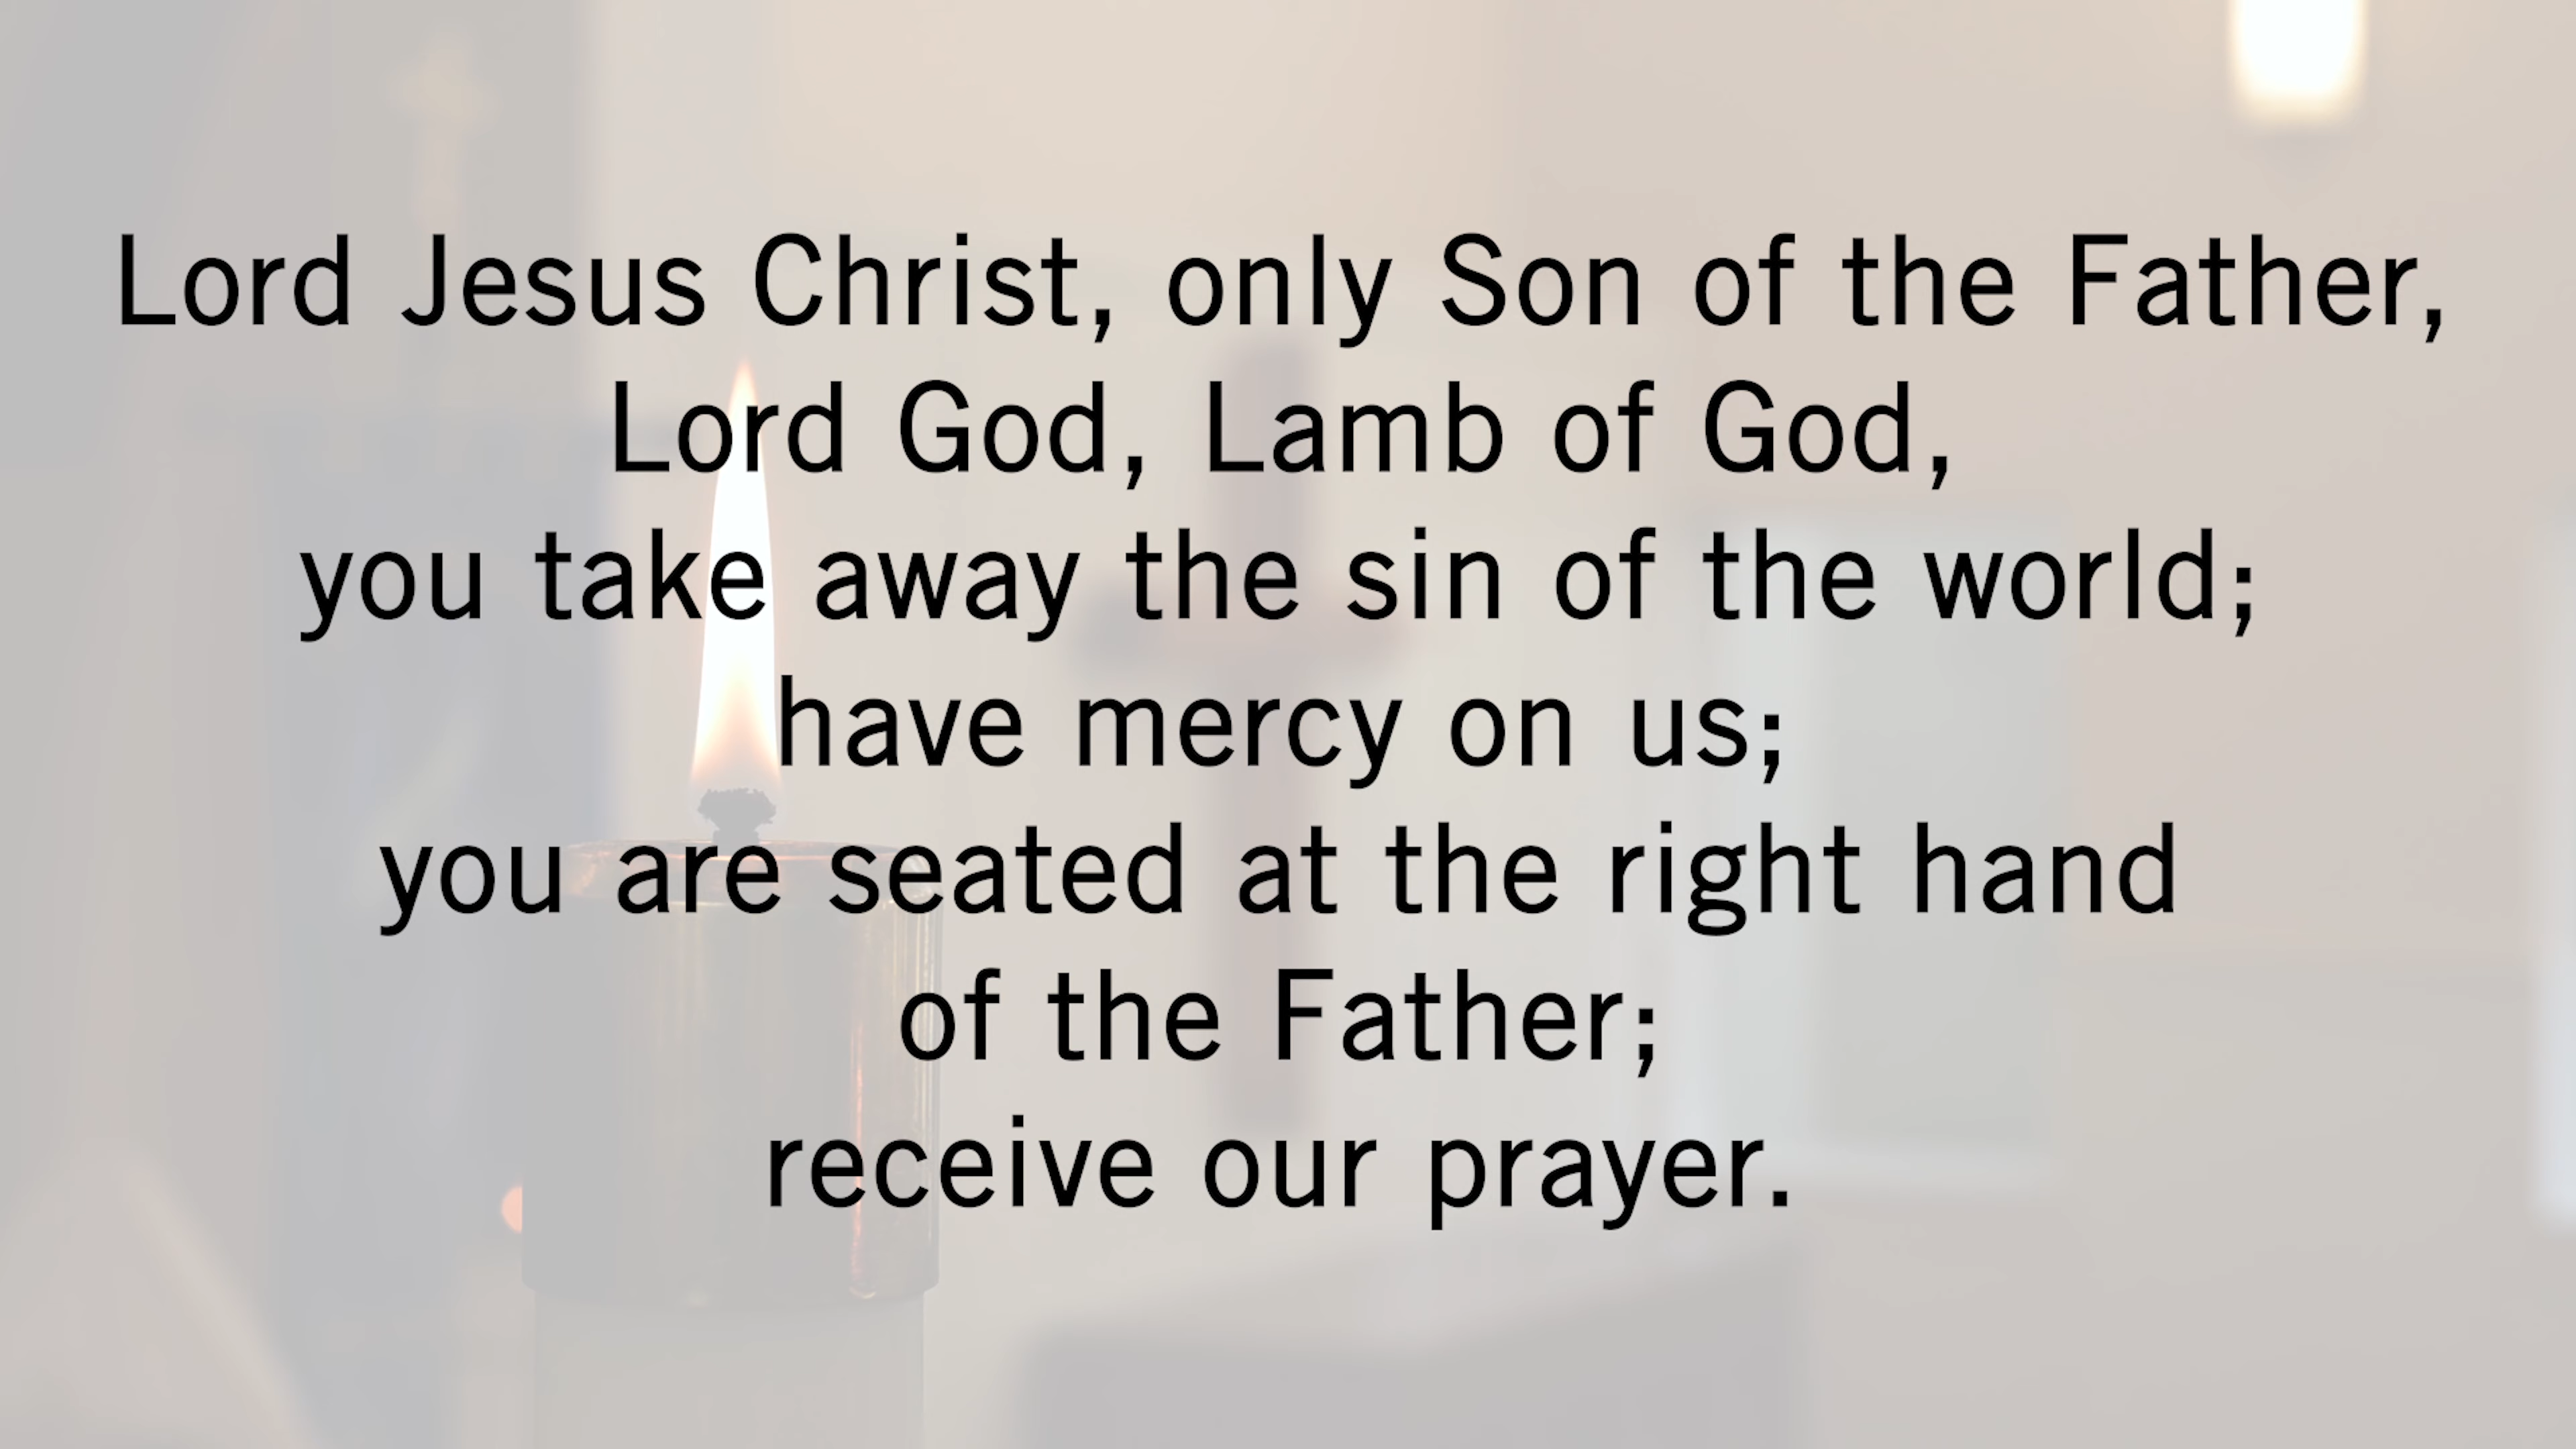 Lord Jesus Christ, only Son of the Father,
Lord God, Lamb of God,
you take away the sin of the world;
have mercy on us;
you are seated at the right hand
of the Father;
receive our prayer.